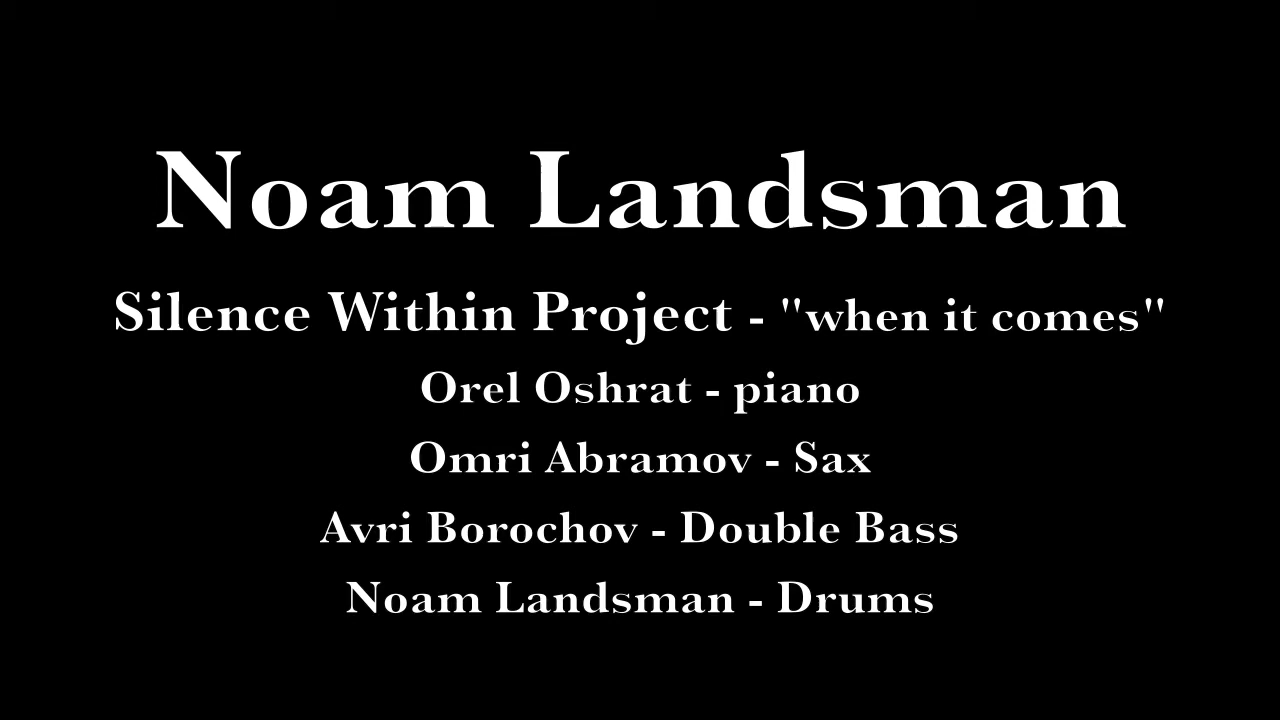 Noam Landsman
Silence Within Project - "when it comes"
Orel Oshrat - piano
Omri Abramov - Sax
Avri Borochov - Double Bass
Noam Landsman - Drums